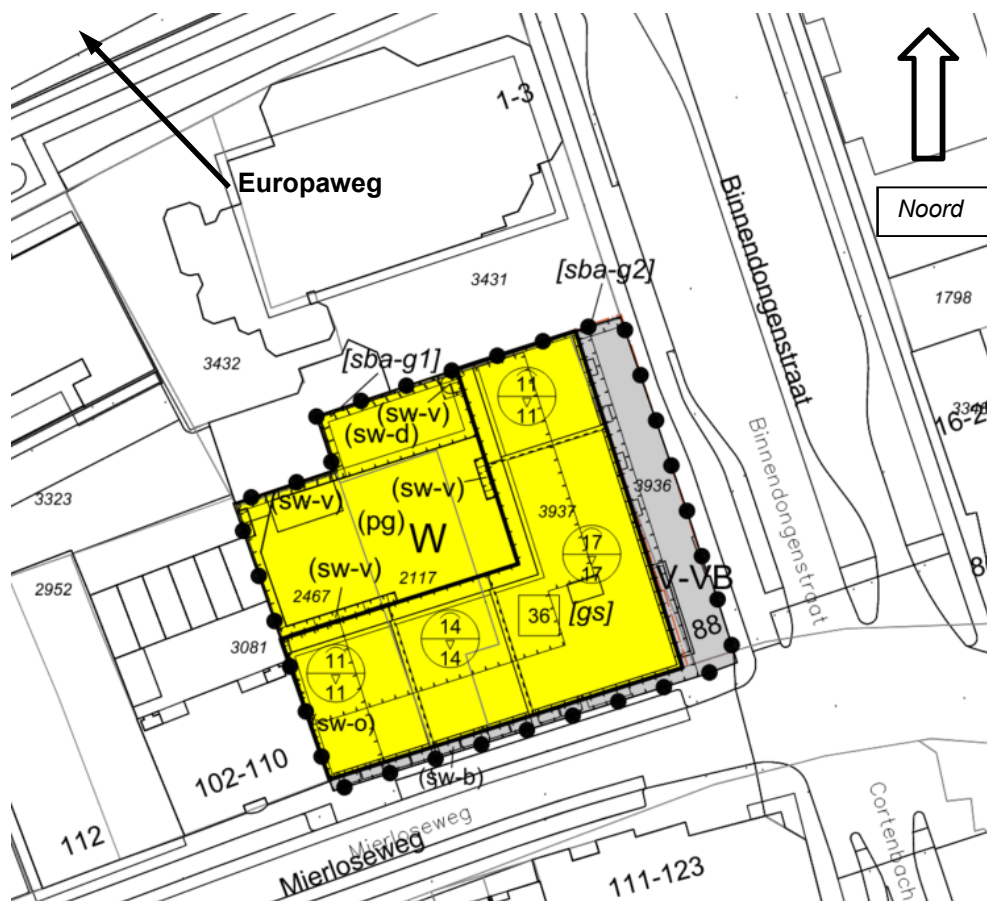 1-3
Europaweg
Noord
Binnendongenstraat
[sba-g2]
3431
1798
3432
[sba-g1]
11
11
(sw-v)
(sw-d)
16-2
Binnendongenstraat
3323
(sw-v)
(sw-v)
3936
3937
(pg)
W
17
17
V-VB
8
2952
(sw-v)
2117
2467
[gs]
36
88
14
14
3081
11
11
(sw-o)
102-110
(sw-b)
112
Mierloseweg
Mierloseweg
Cortenbach
111-123